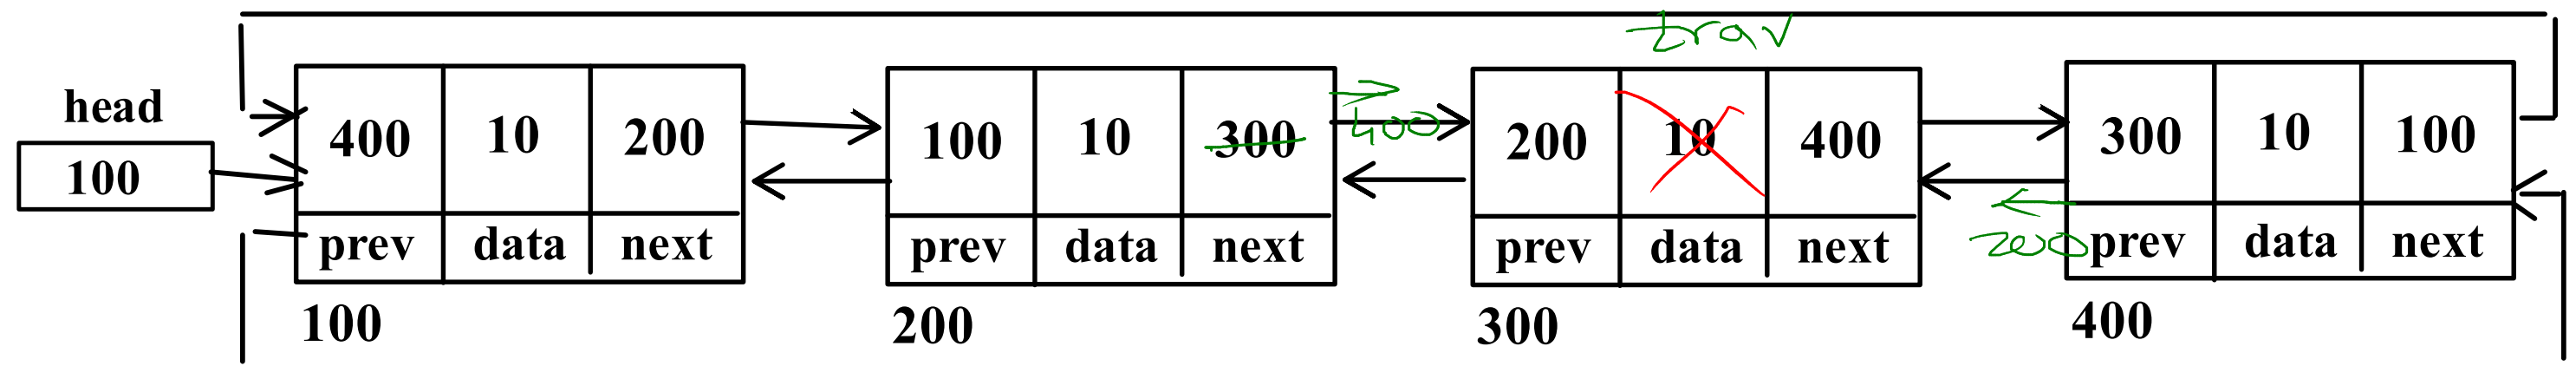 trav
head
100
400 10 200
prev data next
100
100 10 300
prev data next
200
400
200 10 400
prev data next
300
300 10 100
prev data next
400